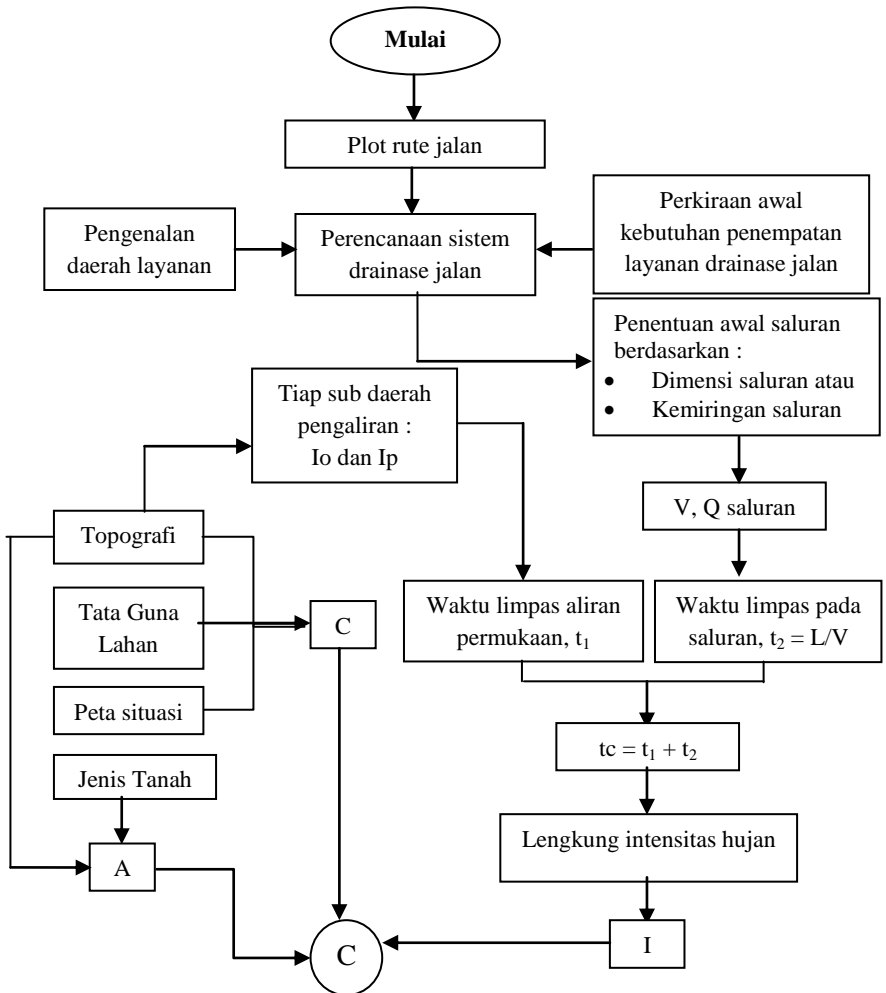 Mulai
Plot rute jalan
Pengenalan
daerah layanan
Perencanaan sistem
drainase jalan
Perkiraan awal
kebutuhan penempatan
layanan drainase jalan
Penentuan awal saluran
berdasarkan :
• Dimensi saluran atau
• Kemiringan saluran
Tiap sub daerah
pengaliran :
Io dan Ip
V, Q saluran
Topografi
Tata Guna
Lahan
C
Waktu limpas aliran
permukaan, t₁
Waktu limpas pada
saluran, t₂ = L/V
Peta situasi
tc = t₁ + t₂
Jenis Tanah
Lengkung intensitas hujan
A
C
I